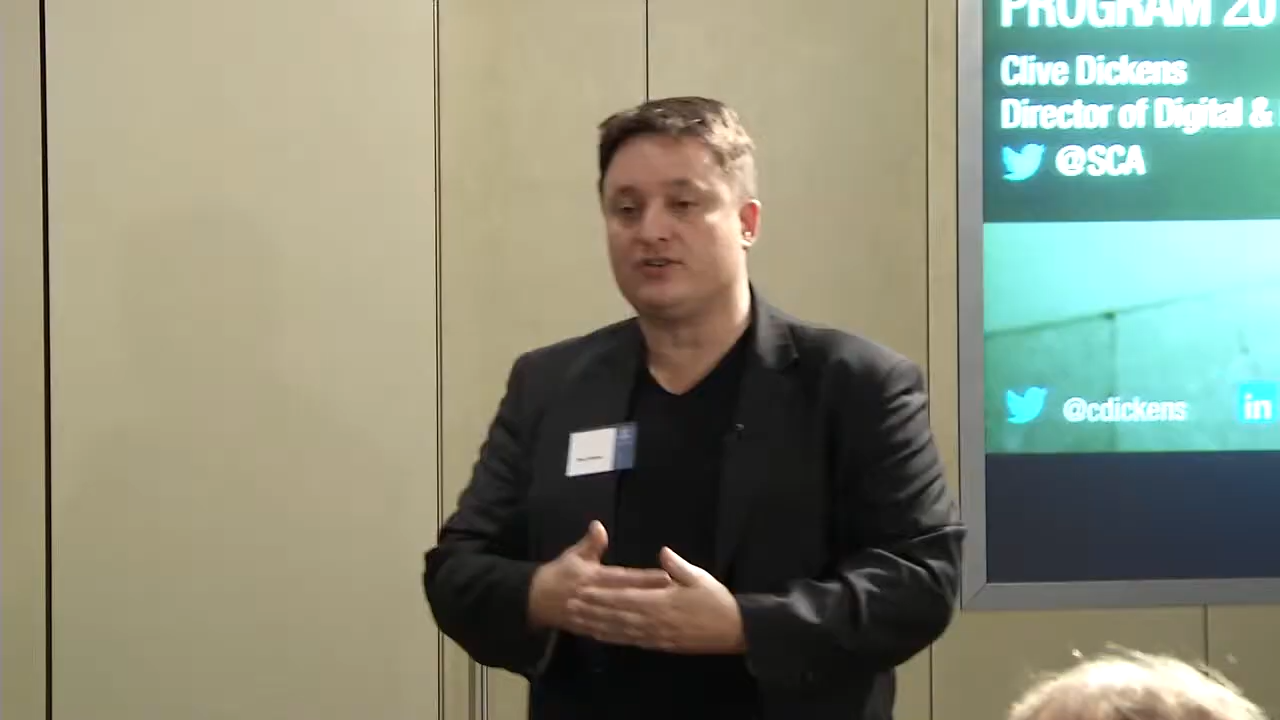 PROGRAM 20
Clive Dickens
Director of Digital &
@SCA
@cdickens
in